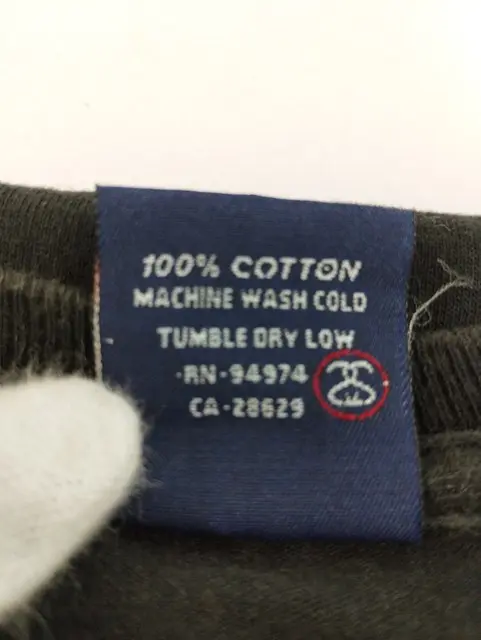 100% COTTON
MACHINE WASH COLD
TUMBLE DRY LOW
-RN-94974
CA-28629